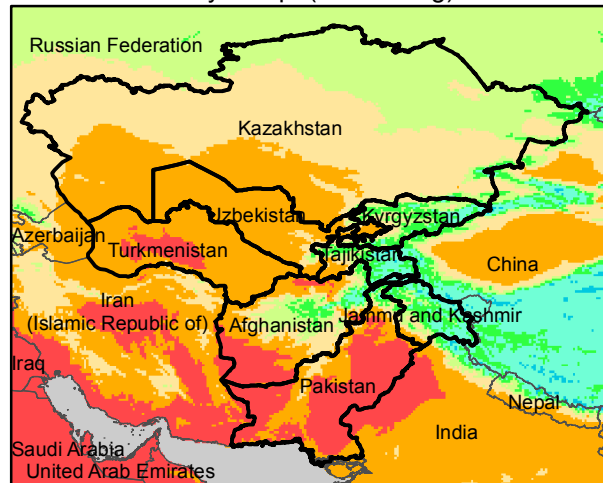 Russian Federation
Kazakhstan
Uzbekistan
Kyrgyzstan
Azerbaijan
Turkmenistan
Tajikistan
China
Iran
(Islamic Republic of)
Afghanistan
Jammu and Kashmir
Iraq
Pakistan
Nepal
India
Saudi Arabia
United Arab Emirates